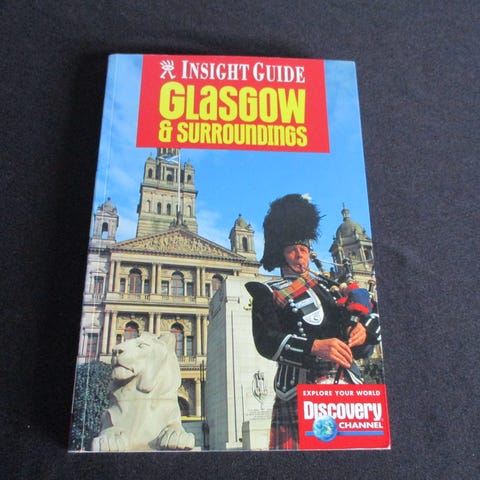 INSIGHT GUIDE
GLASGOW
& SURROUNDINGS
EXPLORE YOUR WORLD
Discovery
CHANNEL